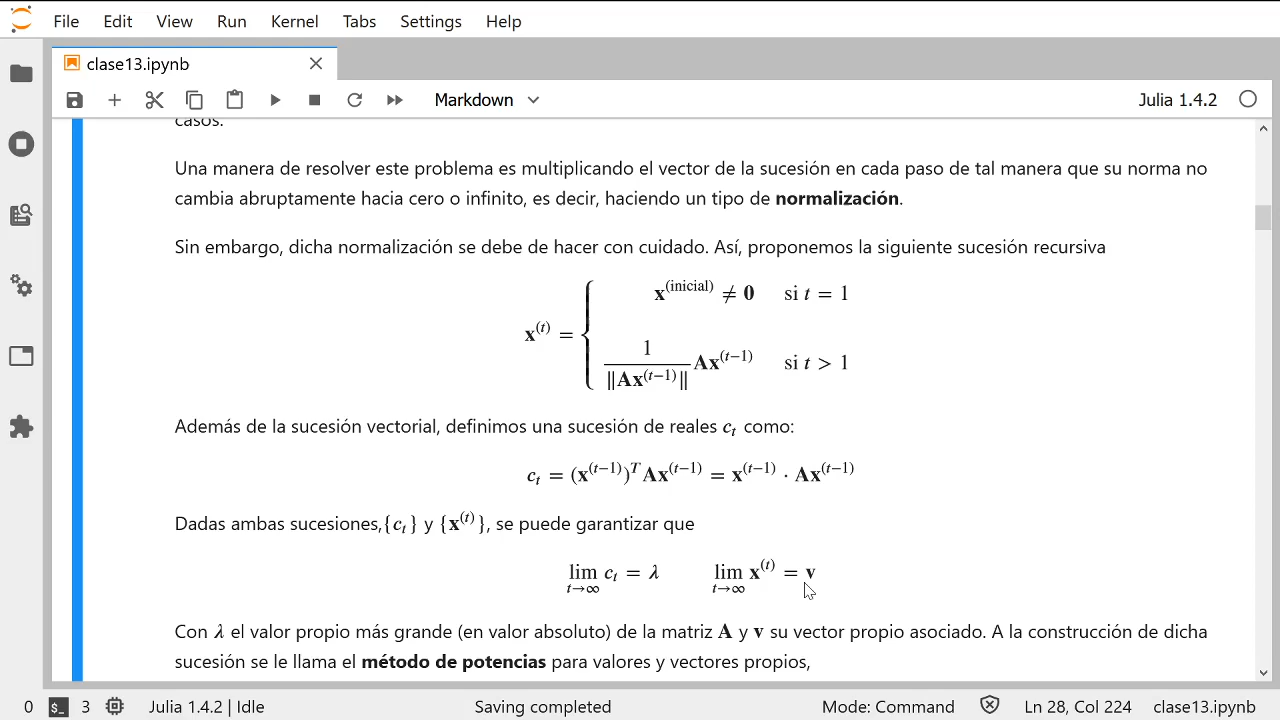 File Edit View Run Kernel Tabs Settings Help
clase13.ipynb
Markdown Julia 1.4.2
casos.
Una manera de resolver este problema es multiplicando el vector de la sucesión en cada paso de tal manera que su norma no
cambia abruptamente hacia cero o infinito, es decir, haciendo un tipo de normalización.
Sin embargo, dicha normalización se debe de hacer con cuidado. Así, proponemos la siguiente sucesión recursiva
x^(inicial) ≠ 0 si t = 1
x^(t) =
1/‖Ax^(t−1)‖ Ax^(t−1) si t > 1
Además de la sucesión vectorial, definimos una sucesión de reales c_t como:
c_t = (x^(t−1))^T Ax^(t−1) = x^(t−1) · Ax^(t−1)
Dadas ambas sucesiones,{c_t} y {x^(t)}, se puede garantizar que
lim t→∞ c_t = λ lim t→∞ x^(t) = v
Con λ el valor propio más grande (en valor absoluto) de la matriz A y v su vector propio asociado. A la construcción de dicha
sucesión se le llama el método de potencias para valores y vectores propios,
0 $_ 3 Julia 1.4.2 | Idle Saving completed Mode: Command Ln 28, Col 224 clase13.ipynb